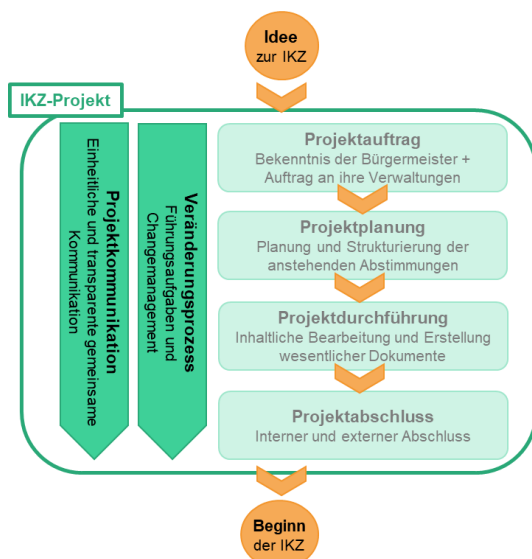 Idee
zur IKZ
IKZ-Projekt
Projektkommunikation
Einheitliche und transparente gemeinsame
Kommunikation
Veränderungsprozess
Führungsaufgaben und
Changemanagement
Projektauftrag
Bekenntnis der Bürgermeister +
Auftrag an ihre Verwaltungen
Projektplanung
Planung und Strukturierung der
anstehenden Abstimmungen
Projektdurchführung
Inhaltliche Bearbeitung und Erstellung
wesentlicher Dokumente
Projektabschluss
Interner und externer Abschluss
Beginn
der IKZ